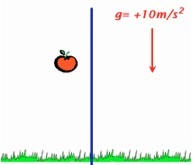 g= +10m/s²